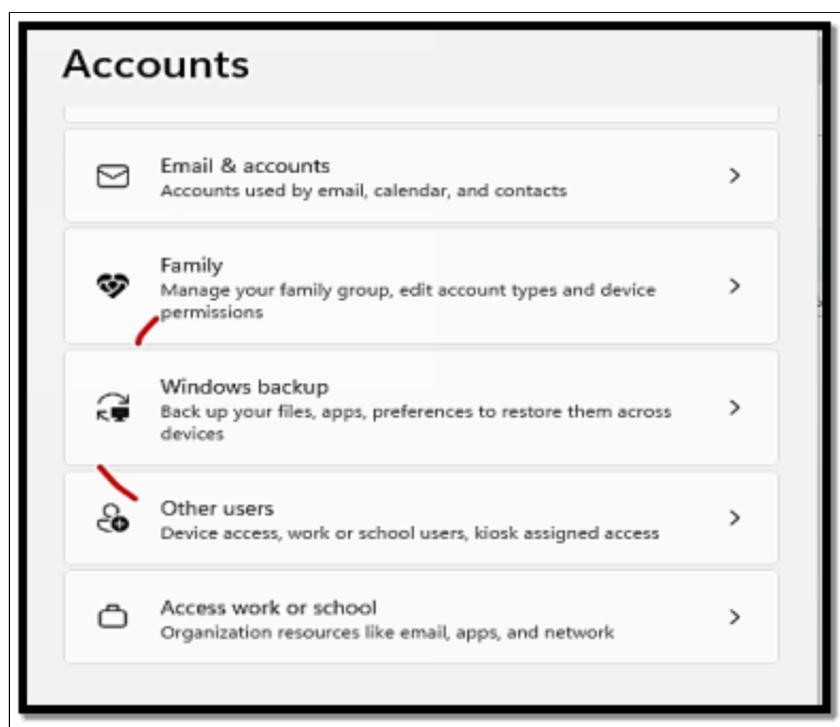 Accounts
Email & accounts
Accounts used by email, calendar, and contacts
Family
Manage your family group, edit account types and device
permissions
Windows backup
Back up your files, apps, preferences to restore them across
devices
Other users
Device access, work or school users, kiosk assigned access
Access work or school
Organization resources like email, apps, and network